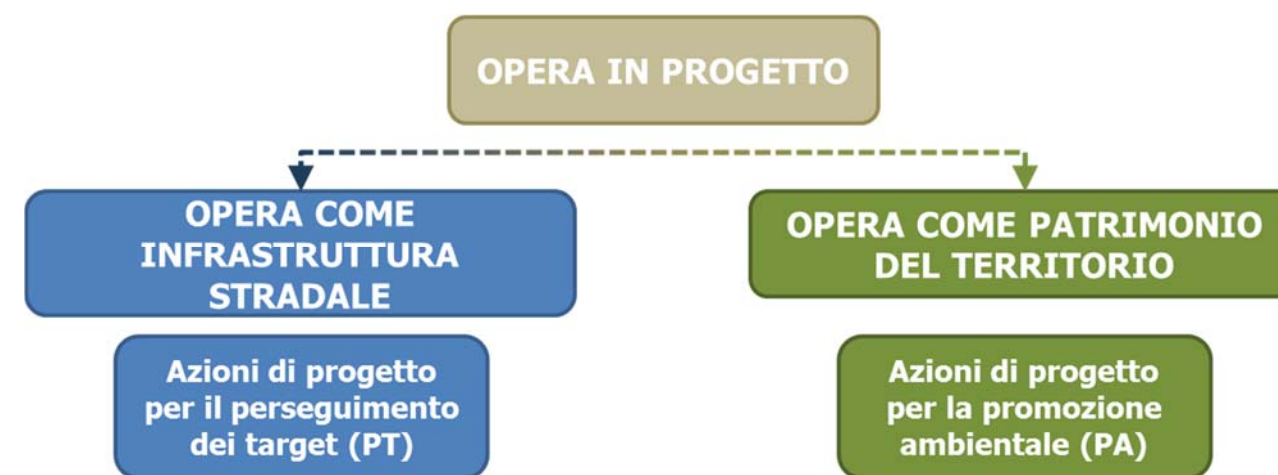 OPERA IN PROGETTO
OPERA COME
INFRASTRUTTURA
STRADALE
OPERA COME PATRIMONIO
DEL TERRITORIO
Azioni di progetto
per il perseguimento
dei target (PT)
Azioni di progetto
per la promozione
ambientale (PA)